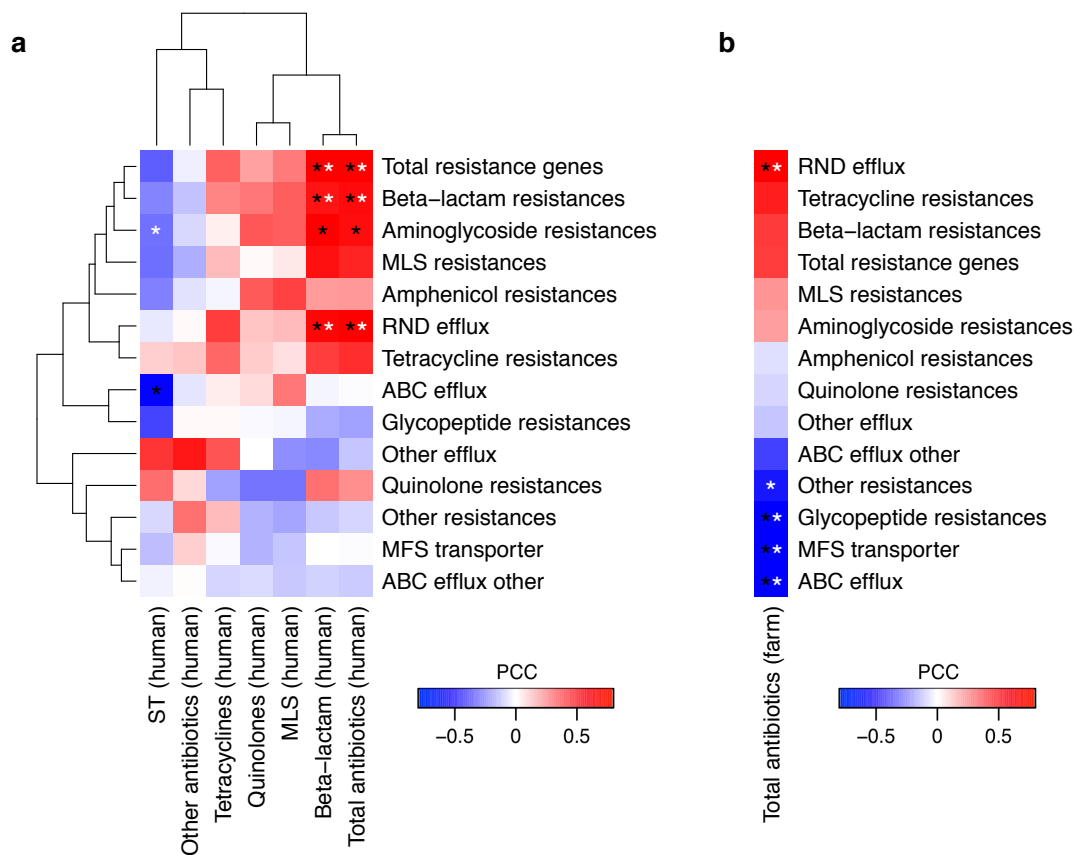 a
b
* * * *
Total resistance genes
* * * *
Beta−lactam resistances
* * *
Aminoglycoside resistances
MLS resistances
Amphenicol resistances
* * * *
RND efflux
Tetracycline resistances
*
ABC efflux
Glycopeptide resistances
Other efflux
Quinolone resistances
Other resistances
MFS transporter
ABC efflux other
ST (human)
Other antibiotics (human)
Tetracyclines (human)
Quinolones (human)
MLS (human)
Beta−lactam (human)
Total antibiotics (human)
PCC
−0.5 0 0.5
* *
RND efflux
Tetracycline resistances
Beta−lactam resistances
Total resistance genes
MLS resistances
Aminoglycoside resistances
Amphenicol resistances
Quinolone resistances
Other efflux
ABC efflux other
*
Other resistances
* *
Glycopeptide resistances
* *
MFS transporter
* *
ABC efflux
Total antibiotics (farm)
PCC
−0.5 0 0.5